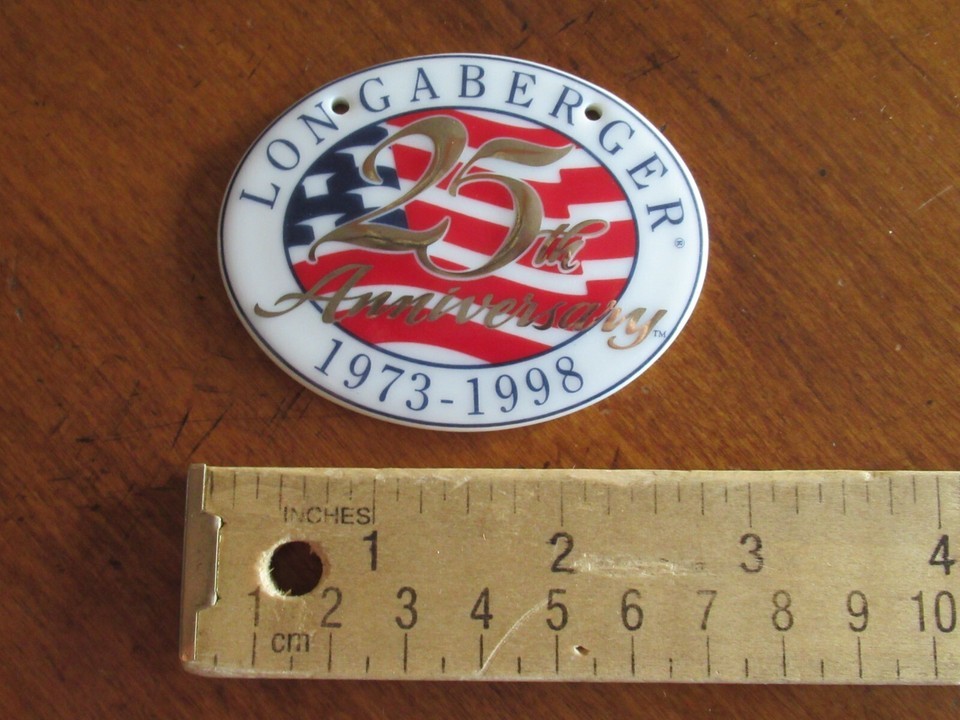 LONGABERGER®
25th
Anniversary™
1973-1998
INCHES
1 2 3 4
1 2 3 4 5 6 7 8 9 10
cm